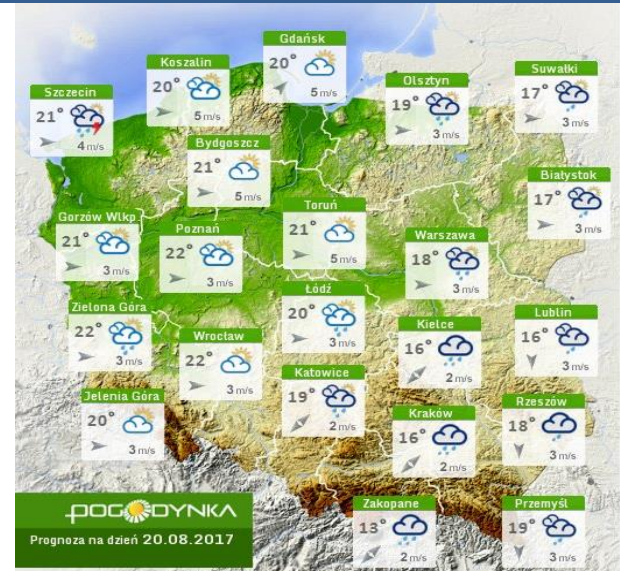 Gdańsk
20°
5 m/s
Koszalin
20°
5 m/s
Suwałki
17°
3 m/s
Olsztyn
19°
3 m/s
Szczecin
21°
4 m/s
Bydgoszcz
21°
5 m/s
Białystok
17°
3 m/s
Toruń
21°
5 m/s
Gorzów Wlkp
21°
3 m/s
Poznań
22°
3 m/s
Warszawa
18°
3 m/s
Łódź
20°
3 m/s
Zielona Góra
22°
3 m/s
Lublin
16°
3 m/s
Kielce
16°
2 m/s
Wrocław
22°
3 m/s
Katowice
19°
2 m/s
Jelenia Góra
20°
3 m/s
Rzeszów
18°
3 m/s
Kraków
16°
2 m/s
Zakopane
13°
2 m/s
Przemyśl
19°
3 m/s
POGODYNKA
Prognoza na dzień 20.08.2017